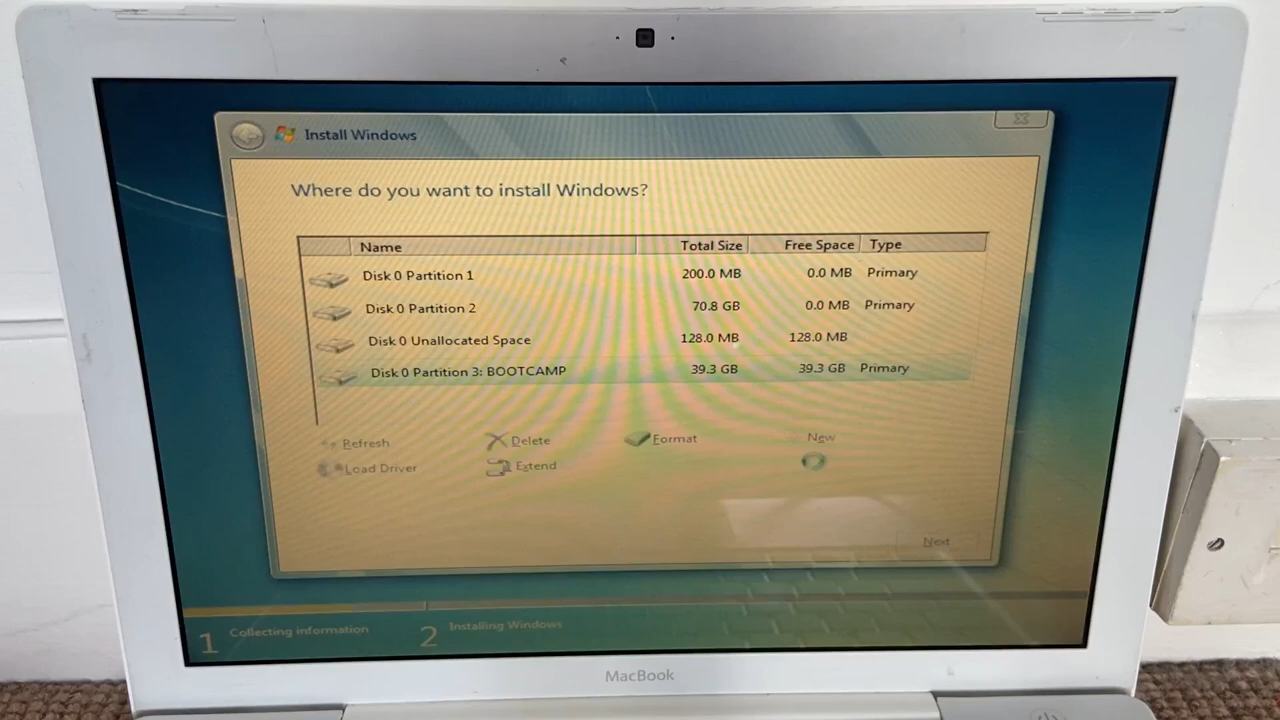 Install Windows
Where do you want to install Windows?
Name Total Size Free Space Type
Disk 0 Partition 1 200.0 MB 0.0 MB Primary
Disk 0 Partition 2 70.8 GB 0.0 MB Primary
Disk 0 Unallocated Space 128.0 MB 128.0 MB
Disk 0 Partition 3: BOOTCAMP 39.3 GB 39.3 GB Primary
Refresh Delete Format New
Load Driver Extend
Next
1 Collecting information 2 Installing Windows
MacBook